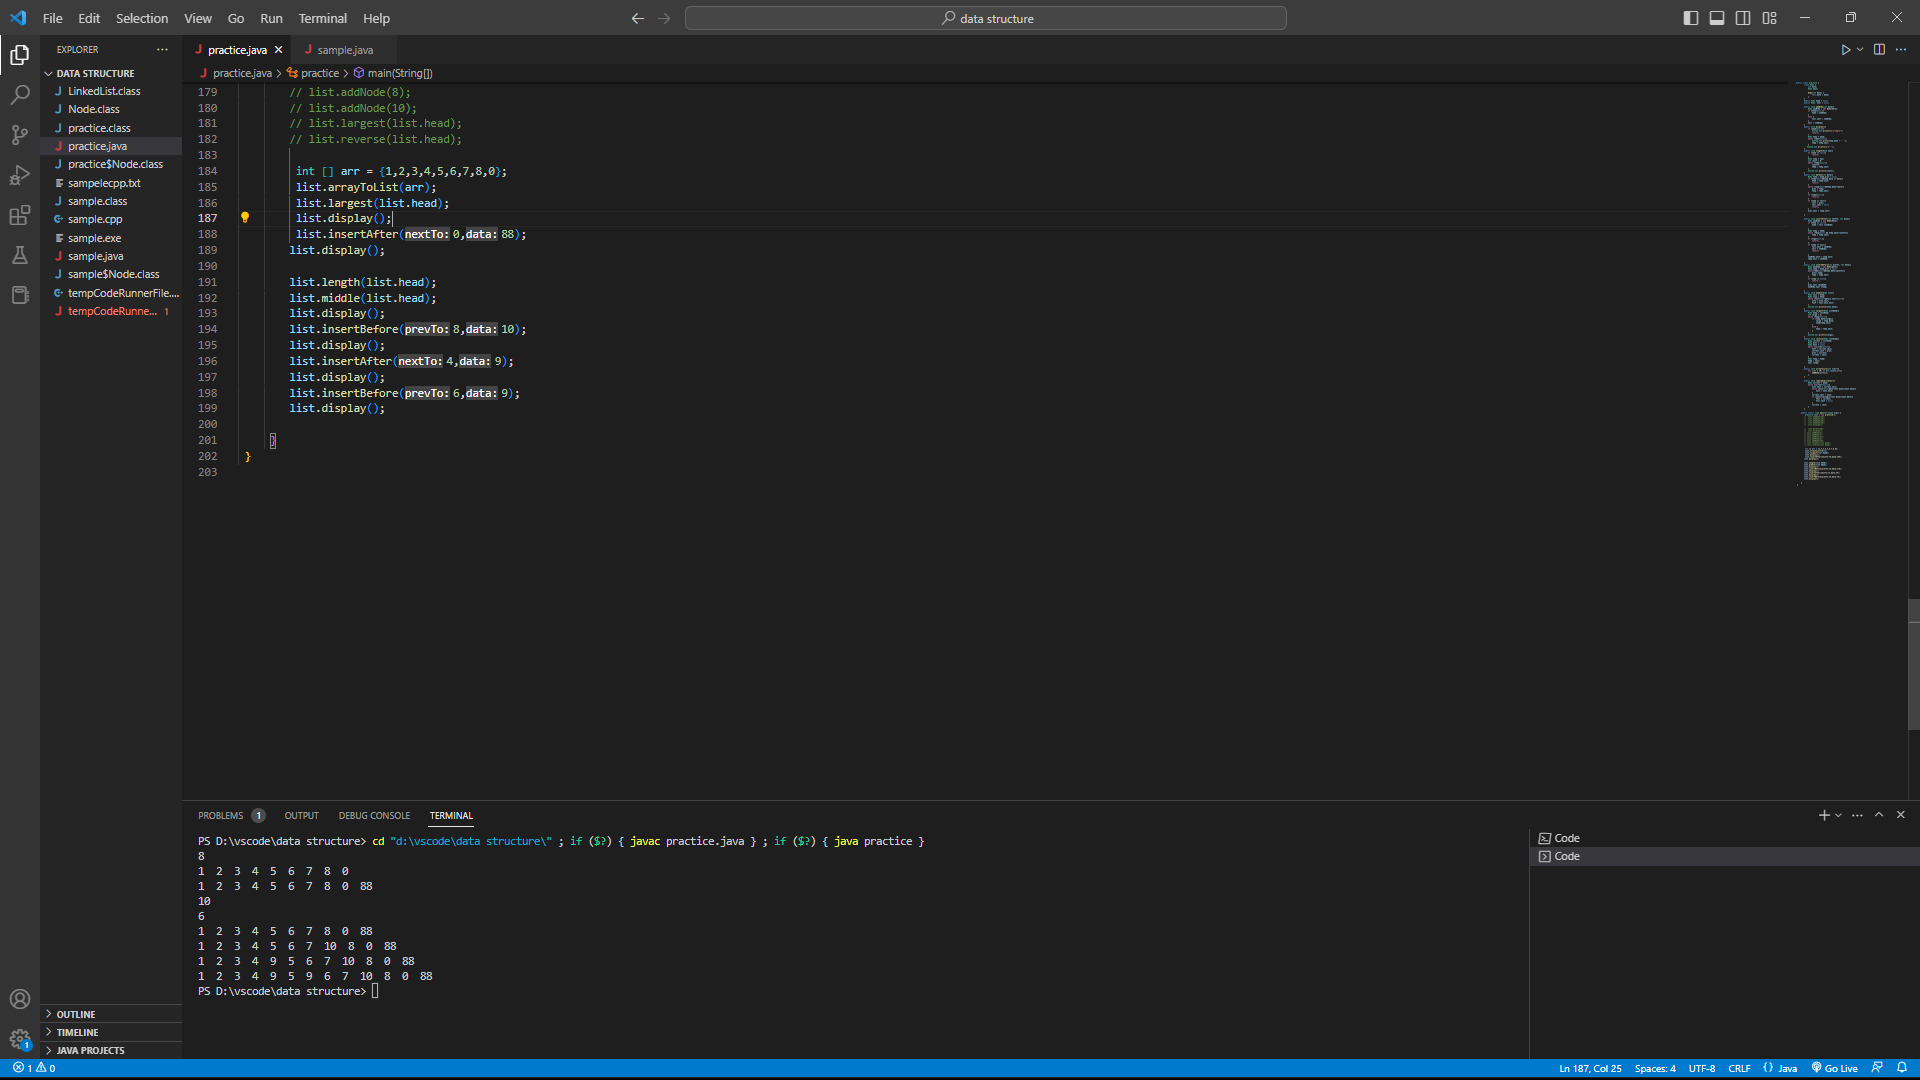 File Edit Selection View Go Run Terminal Help
data structure
EXPLORER
DATA STRUCTURE
LinkedList.class
Node.class
practice.class
practice.java
practice$Node.class
sampelecpp.txt
sample.class
sample.cpp
sample.exe
sample.java
sample$Node.class
tempCodeRunnerFile....
tempCodeRunne... 1
OUTLINE
TIMELINE
JAVA PROJECTS
practice.java sample.java
practice.java > practice > main(String[])
179 // list.addNode(8);
180 // list.addNode(10);
181 // list.largest(list.head);
182 // list.reverse(list.head);
183
184 int [] arr = {1,2,3,4,5,6,7,8,0};
185 list.arrayToList(arr);
186 list.largest(list.head);
187 list.display();
188 list.insertAfter(nextTo: 0,data: 88);
189 list.display();
190
191 list.length(list.head);
192 list.middle(list.head);
193 list.display();
194 list.insertBefore(prevTo: 8,data: 10);
195 list.display();
196 list.insertAfter(nextTo: 4,data: 9);
197 list.display();
198 list.insertBefore(prevTo: 6,data: 9);
199 list.display();
200
201 }
202 }
203
PROBLEMS 1 OUTPUT DEBUG CONSOLE TERMINAL
PS D:\vscode\data structure> cd "d:\vscode\data structure\" ; if ($?) { javac practice.java } ; if ($?) { java practice }
8
1 2 3 4 5 6 7 8 0
1 2 3 4 5 6 7 8 0 88
10
6
1 2 3 4 5 6 7 8 0 88
1 2 3 4 5 6 7 10 8 0 88
1 2 3 4 9 5 6 7 10 8 0 88
1 2 3 4 9 5 9 6 7 10 8 0 88
PS D:\vscode\data structure>
Code
Code
1
1 0
Ln 187, Col 25 Spaces: 4 UTF-8 CRLF {} Java Go Live